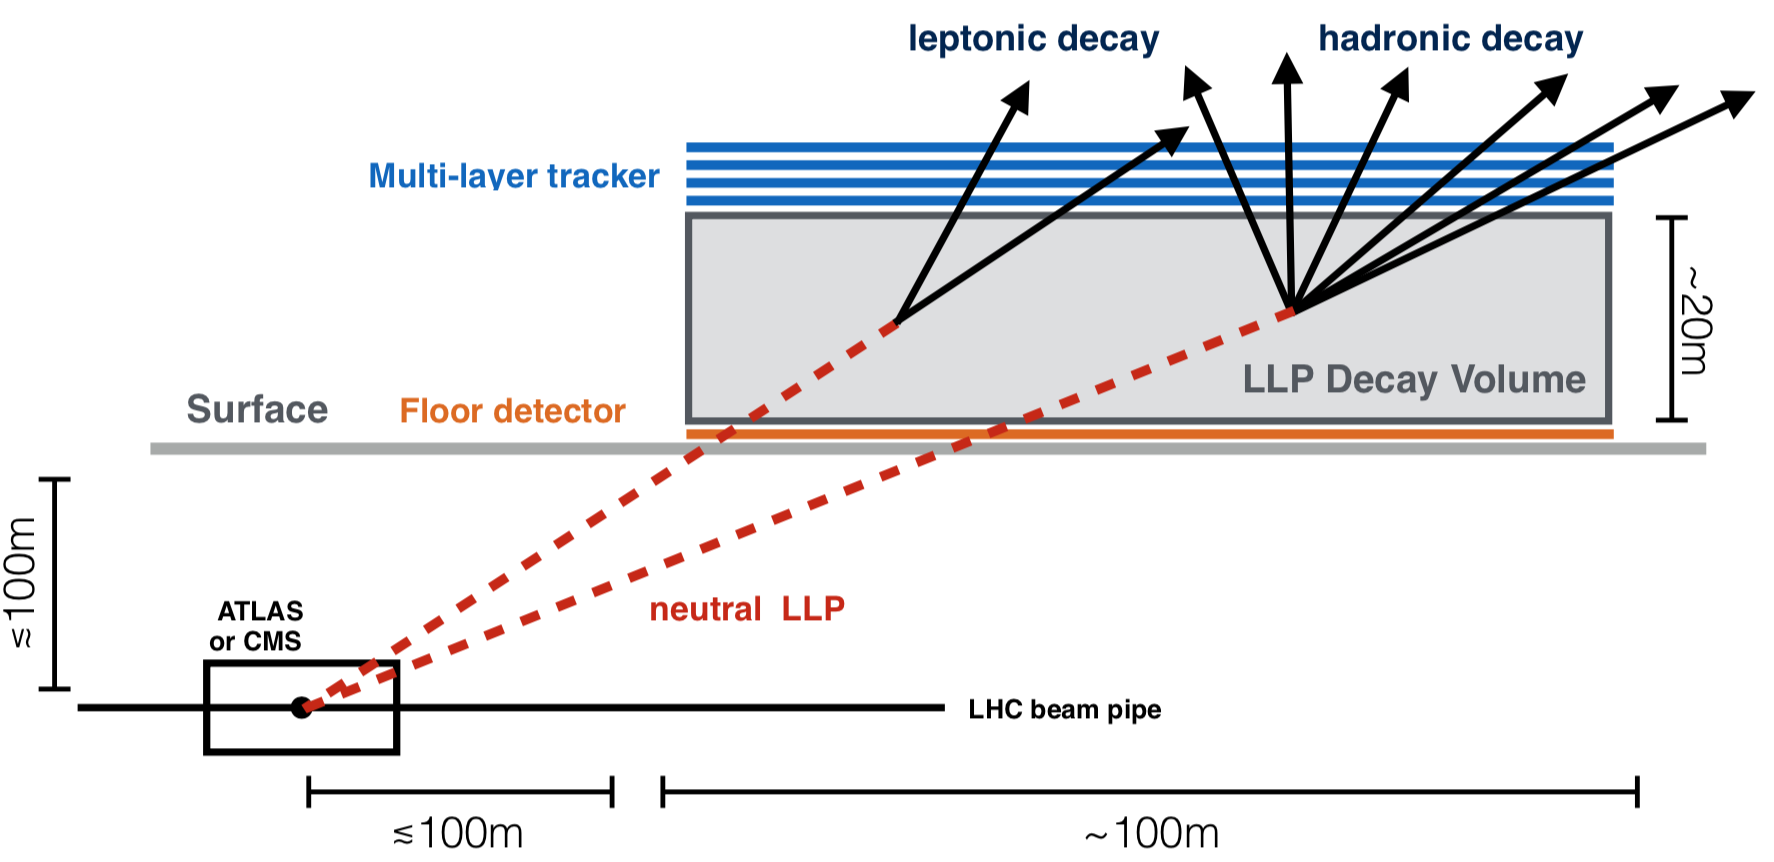 leptonic decay
hadronic decay
Multi-layer tracker
~20m
LLP Decay Volume
Surface
Floor detector
≲100m
neutral LLP
ATLAS
or CMS
LHC beam pipe
≲100m
~100m